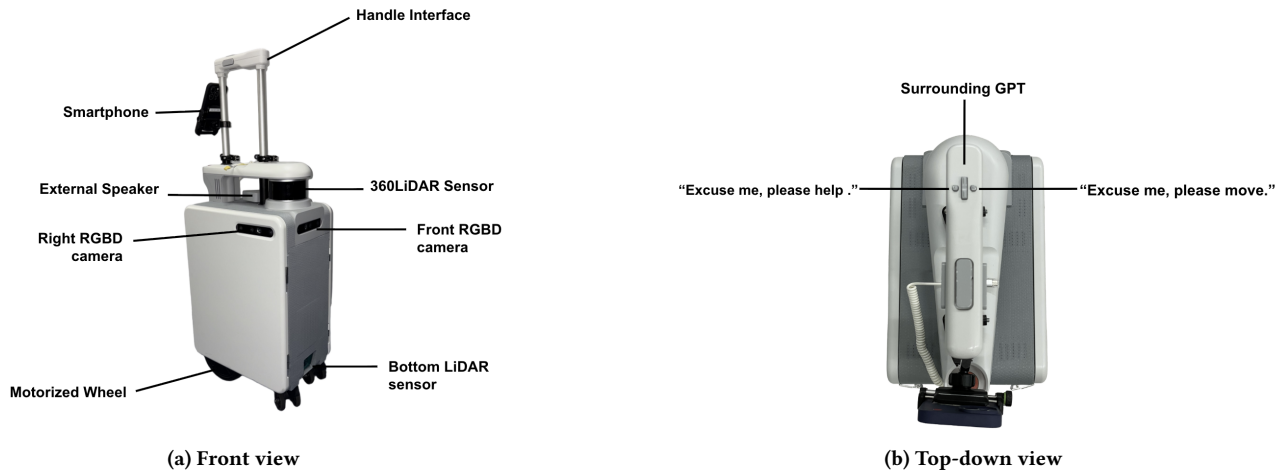 Handle Interface
Smartphone
External Speaker
360LiDAR Sensor
Right RGBD
camera
Front RGBD
camera
Motorized Wheel
Bottom LiDAR
sensor
(a) Front view
Surrounding GPT
“Excuse me, please help .”
“Excuse me, please move.”
(b) Top-down view